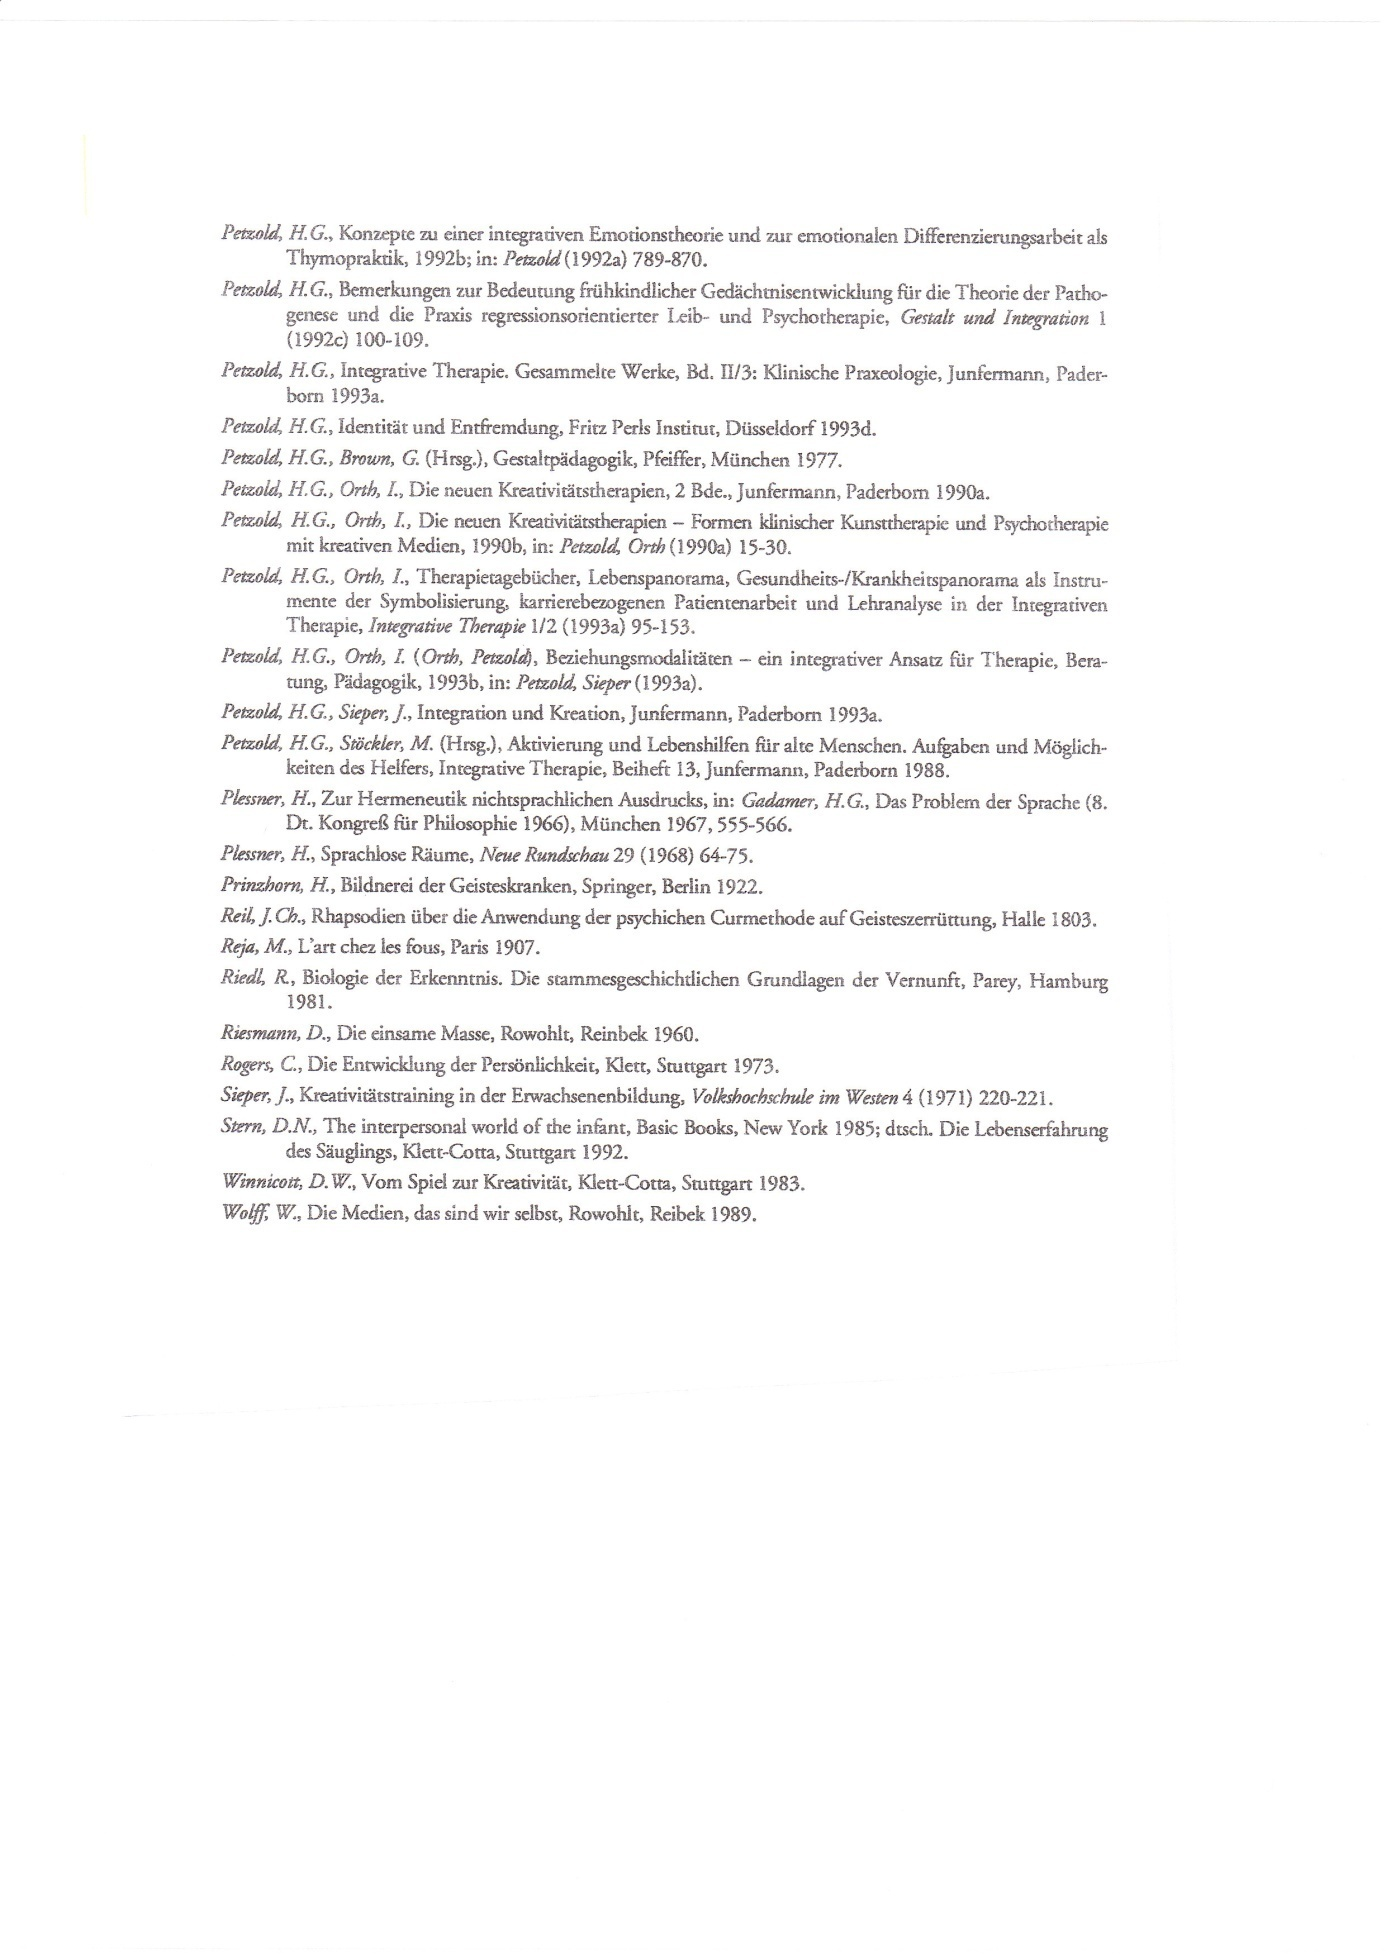 Petzold, H.G., Konzepte zu einer integrativen Emotionstheorie und zur emotionalen Differenzierungsarbeit als
Thymopraktik, 1992b; in: Petzold (1992a) 789-870.
Petzold, H.G., Bemerkungen zur Bedeutung frühkindlicher Gedächtnisentwicklung für die Theorie der Patho-
genese und die Praxis regressionsorientierter Leib- und Psychotherapie, Gestalt und Integration 1
(1992c) 100-109.
Petzold, H.G., Integrative Therapie. Gesammelte Werke, Bd. II/3: Klinische Praxeologie, Junfermann, Pader-
born 1993a.
Petzold, H.G., Identität und Entfremdung, Fritz Perls Institut, Düsseldorf 1993d.
Petzold, H.G., Brown, G. (Hrsg.), Gestaltpädagogik, Pfeiffer, München 1977.
Petzold, H.G., Orth, I., Die neuen Kreativitätstherapien, 2 Bde., Junfermann, Paderborn 1990a.
Petzold, H.G., Orth, I., Die neuen Kreativitätstherapien – Formen klinischer Kunsttherapie und Psychotherapie
mit kreativen Medien, 1990b, in: Petzold, Orth (1990a) 15-30.
Petzold, H.G., Orth, I., Therapietagebücher, Lebenspanorama, Gesundheits-/Krankheitspanorama als Instru-
mente der Symbolisierung, karrierebezogenen Patientenarbeit und Lehranalyse in der Integrativen
Therapie, Integrative Therapie 1/2 (1993a) 95-153.
Petzold, H.G., Orth, I. (Orth, Petzold), Beziehungsmodalitäten – ein integrativer Ansatz für Therapie, Bera-
tung, Pädagogik, 1993b, in: Petzold, Sieper (1993a).
Petzold, H.G., Sieper, J., Integration und Kreation, Junfermann, Paderborn 1993a.
Petzold, H.G., Stöckler, M. (Hrsg.), Aktivierung und Lebenshilfen für alte Menschen. Aufgaben und Möglich-
keiten des Helfers, Integrative Therapie, Beiheft 13, Junfermann, Paderborn 1988.
Plessner, H., Zur Hermeneutik nichtsprachlichen Ausdrucks, in: Gadamer, H.G., Das Problem der Sprache (8.
Dt. Kongreß für Philosophie 1966), München 1967, 555-566.
Plessner, H., Sprachlose Räume, Neue Rundschau 29 (1968) 64-75.
Prinzhorn, H., Bildnerei der Geisteskranken, Springer, Berlin 1922.
Reil, J.Ch., Rhapsodien über die Anwendung der psychichen Curmethode auf Geisteszerrüttung, Halle 1803.
Reja, M., L'art chez les fous, Paris 1907.
Riedl, R., Biologie der Erkenntnis. Die stammesgeschichtlichen Grundlagen der Vernunft, Parey, Hamburg
1981.
Riesmann, D., Die einsame Masse, Rowohlt, Reinbek 1960.
Rogers, C., Die Entwicklung der Persönlichkeit, Klett, Stuttgart 1973.
Sieper, J., Kreativitätstraining in der Erwachsenenbildung, Volkshochschule im Westen 4 (1971) 220-221.
Stern, D.N., The interpersonal world of the infant, Basic Books, New York 1985; dtsch. Die Lebenserfahrung
des Säuglings, Klett-Cotta, Stuttgart 1992.
Winnicott, D.W., Vom Spiel zur Kreativität, Klett-Cotta, Stuttgart 1983.
Wolff, W., Die Medien, das sind wir selbst, Rowohlt, Reibek 1989.